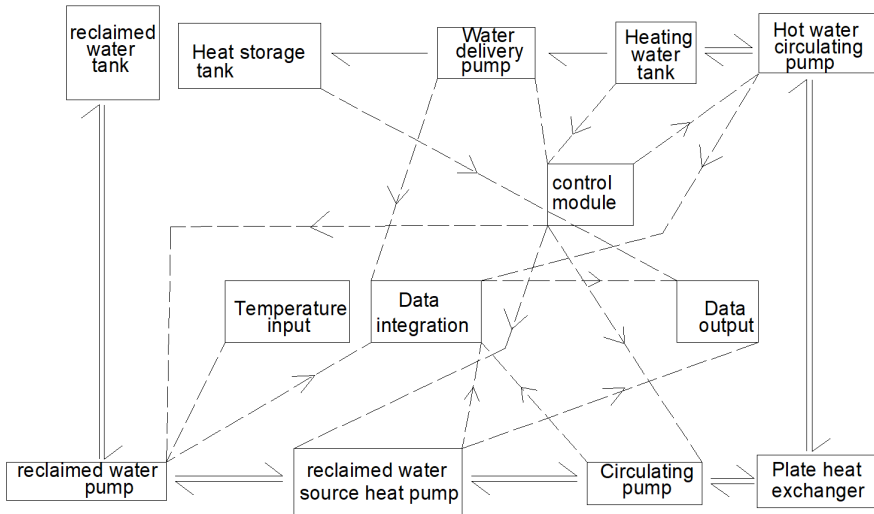 reclaimed
water
tank
Heat storage
tank
Water
delivery
pump
Heating
water
tank
Hot water
circulating
pump
control
module
Temperature
input
Data
integration
Data
output
reclaimed water
pump
reclaimed water
source heat pump
Circulating
pump
Plate heat
exchanger